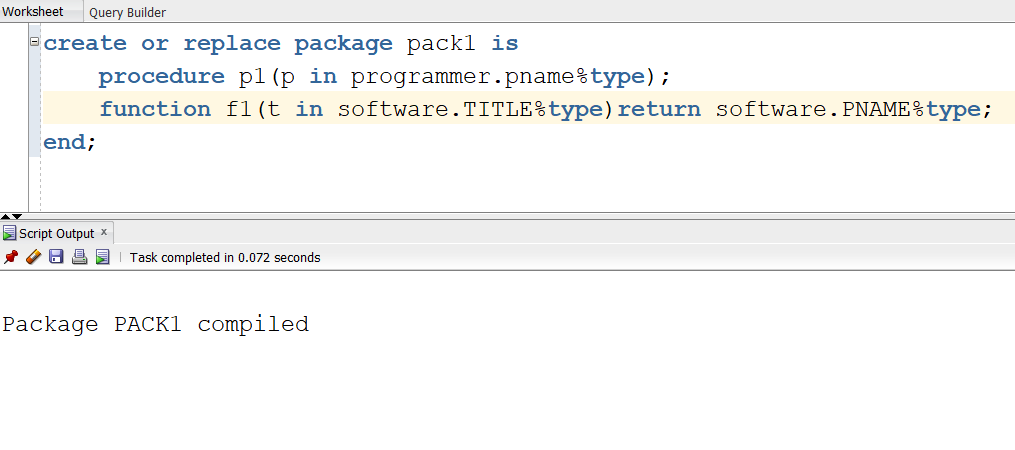 Worksheet Query Builder
create or replace package pack1 is
procedure p1(p in programmer.pname%type);
function f1(t in software.TITLE%type)return software.PNAME%type;
end;
Script Output x
Task completed in 0.072 seconds
Package PACK1 compiled